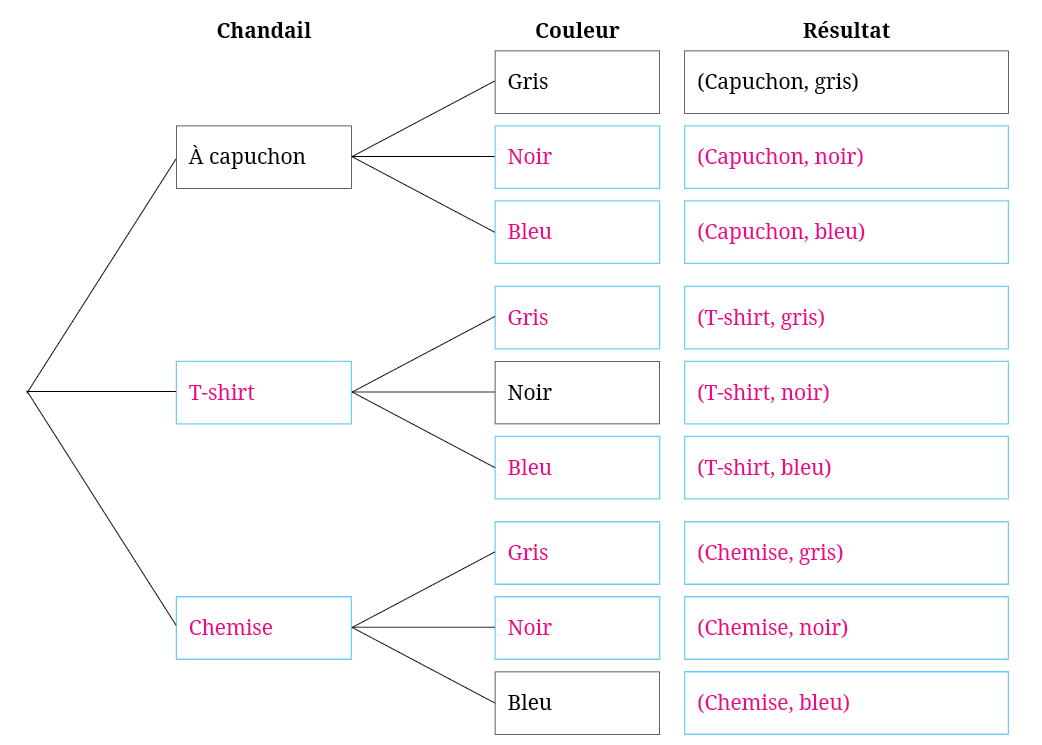 Chandail Couleur Résultat
Gris (Capuchon, gris)
À capuchon Noir (Capuchon, noir)
Bleu (Capuchon, bleu)
Gris (T-shirt, gris)
T-shirt Noir (T-shirt, noir)
Bleu (T-shirt, bleu)
Gris (Chemise, gris)
Chemise Noir (Chemise, noir)
Bleu (Chemise, bleu)